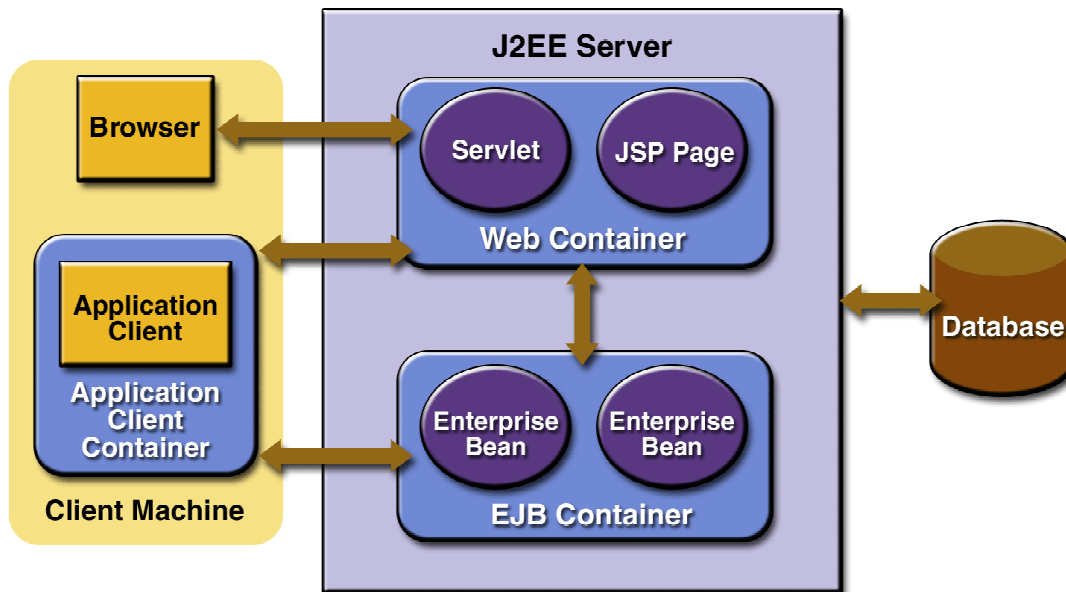 J2EE Server
Browser
Servlet
JSP Page
Web Container
Application
Client
Application
Client
Container
Client Machine
Enterprise
Bean
Enterprise
Bean
EJB Container
Database